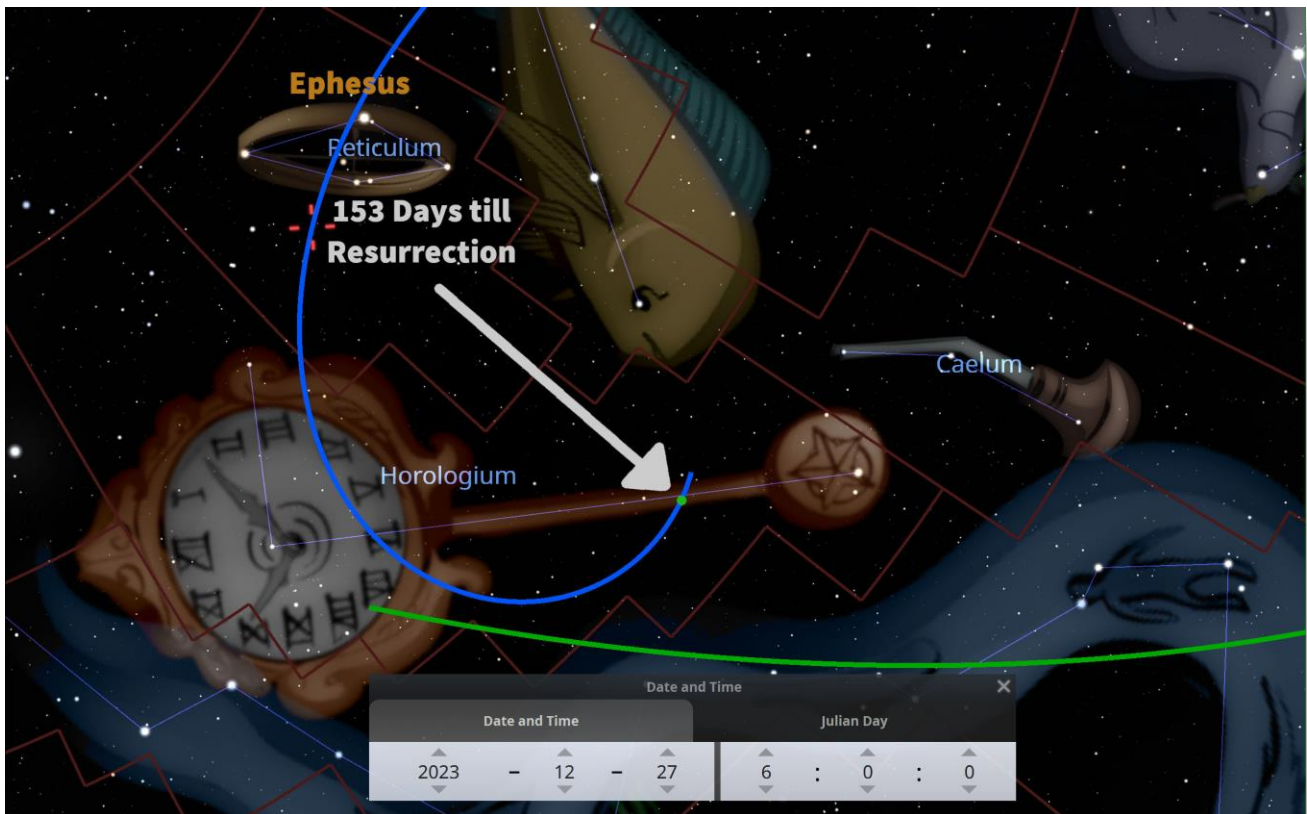 Ephesus
Reticulum
153 Days till
Resurrection
Caelum
Horologium
Date and Time
Date and Time
Julian Day
2023 - 12 - 27 6 : 0 : 0